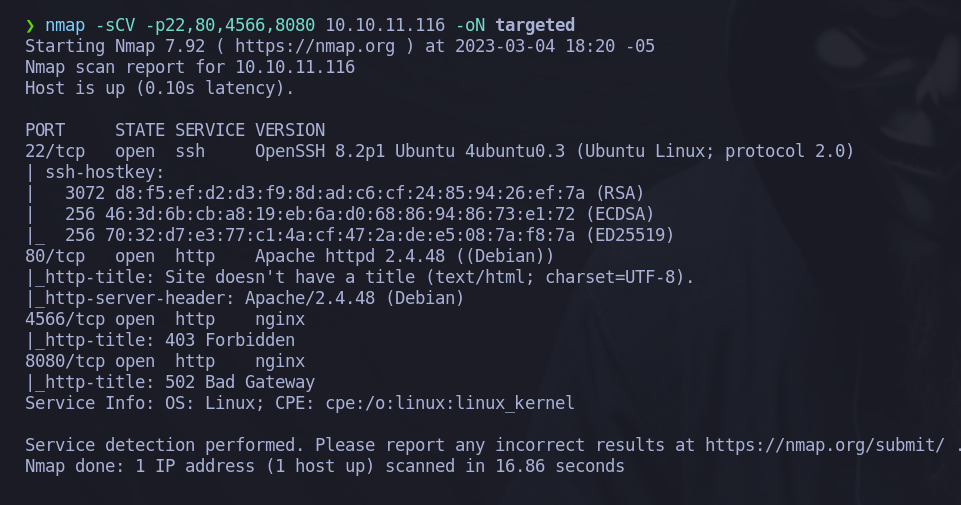 ❯ nmap -sCV -p22,80,4566,8080 10.10.11.116 -oN targeted
Starting Nmap 7.92 ( https://nmap.org ) at 2023-03-04 18:20 -05
Nmap scan report for 10.10.11.116
Host is up (0.10s latency).

PORT     STATE SERVICE VERSION
22/tcp   open  ssh     OpenSSH 8.2p1 Ubuntu 4ubuntu0.3 (Ubuntu Linux; protocol 2.0)
| ssh-hostkey:
|   3072 d8:f5:ef:d2:d3:f9:8d:ad:c6:cf:24:85:94:26:ef:7a (RSA)
|   256 46:3d:6b:cb:a8:19:eb:6a:d0:68:86:94:86:73:e1:72 (ECDSA)
|_  256 70:32:d7:e3:77:c1:4a:cf:47:2a:de:e5:08:7a:f8:7a (ED25519)
80/tcp   open  http    Apache httpd 2.4.48 ((Debian))
|_http-title: Site doesn't have a title (text/html; charset=UTF-8).
|_http-server-header: Apache/2.4.48 (Debian)
4566/tcp open  http    nginx
|_http-title: 403 Forbidden
8080/tcp open  http    nginx
|_http-title: 502 Bad Gateway
Service Info: OS: Linux; CPE: cpe:/o:linux:linux_kernel

Service detection performed. Please report any incorrect results at https://nmap.org/submit/ .
Nmap done: 1 IP address (1 host up) scanned in 16.86 seconds